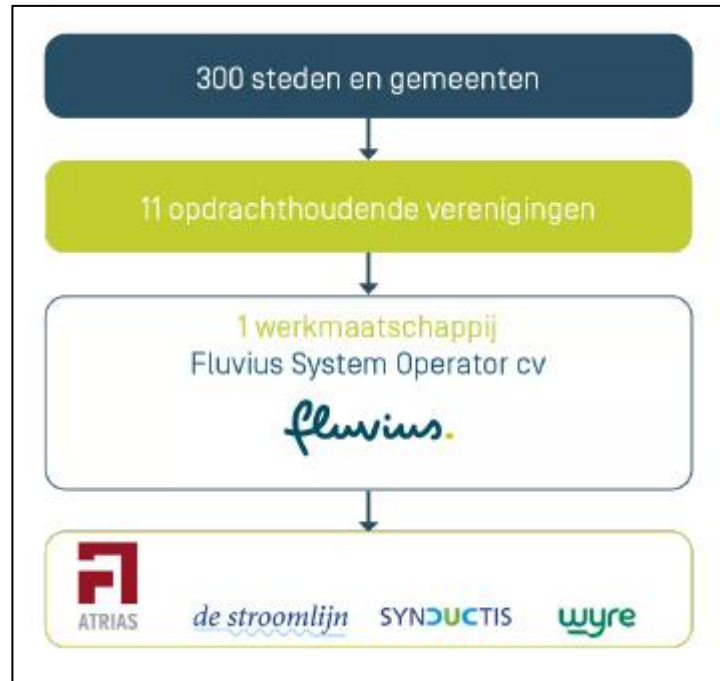 300 steden en gemeenten
11 opdrachthoudende verenigingen
1 werkmaatschappij
Fluvius System Operator cv
fluvius.
ATRIAS
de stroomlijn
SYNDUCTIS
wyre